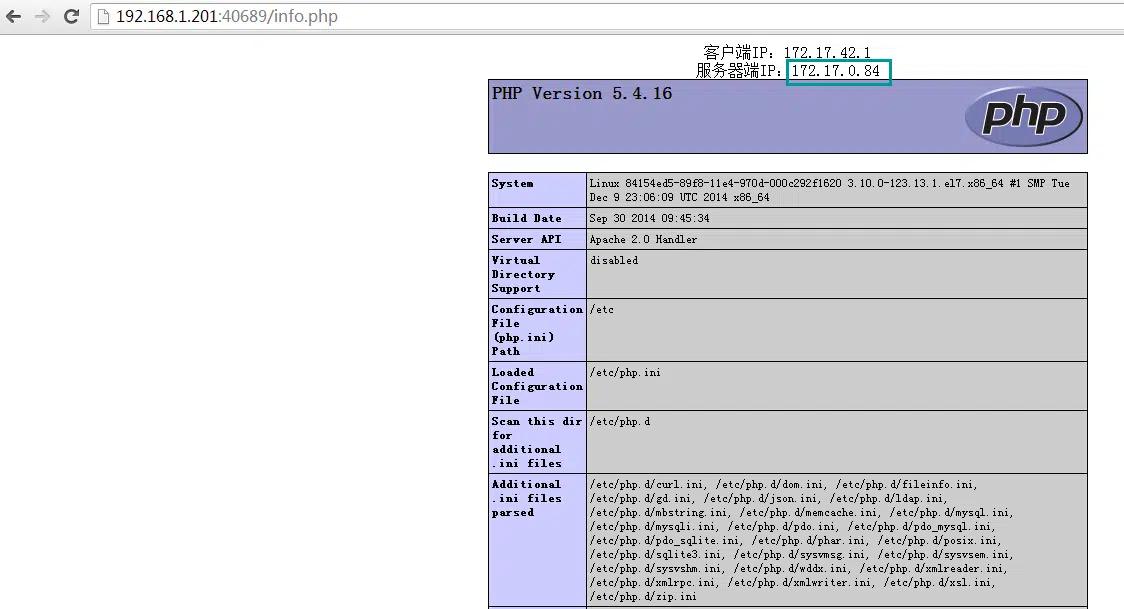 192.168.1.201:40689/info.php
客户端IP: 172.17.42.1
服务器端IP: 172.17.0.84
PHP Version 5.4.16
php
System
Linux 84154ed5-89f8-11e4-970d-000c292f1620 3.10.0-123.13.1.el7.x86_64 #1 SMP Tue
Dec 9 23:06:09 UTC 2014 x86_64
Build Date
Sep 30 2014 09:45:34
Server API
Apache 2.0 Handler
Virtual
Directory
Support
disabled
Configuration
File
(php.ini)
Path
/etc
Loaded
Configuration
File
/etc/php.ini
Scan this dir
for
additional
.ini files
/etc/php.d
Additional
.ini files
parsed
/etc/php.d/curl.ini, /etc/php.d/dom.ini, /etc/php.d/fileinfo.ini,
/etc/php.d/gd.ini, /etc/php.d/json.ini, /etc/php.d/ldap.ini,
/etc/php.d/mbstring.ini, /etc/php.d/memcache.ini, /etc/php.d/mysql.ini,
/etc/php.d/mysqli.ini, /etc/php.d/pdo.ini, /etc/php.d/pdo_mysql.ini,
/etc/php.d/pdo_sqlite.ini, /etc/php.d/phar.ini, /etc/php.d/posix.ini,
/etc/php.d/sqlite3.ini, /etc/php.d/sysvmsg.ini, /etc/php.d/sysvsem.ini,
/etc/php.d/sysvshm.ini, /etc/php.d/wddx.ini, /etc/php.d/xmlreader.ini,
/etc/php.d/xmlrpc.ini, /etc/php.d/xmlwriter.ini, /etc/php.d/xsl.ini,
/etc/php.d/zip.ini